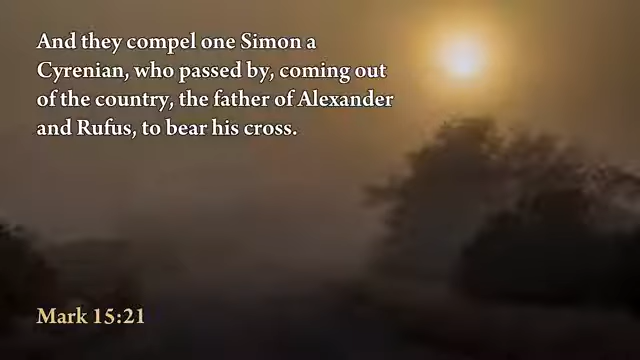 And they compel one Simon a
Cyrenian, who passed by, coming out
of the country, the father of Alexander
and Rufus, to bear his cross.
Mark 15:21